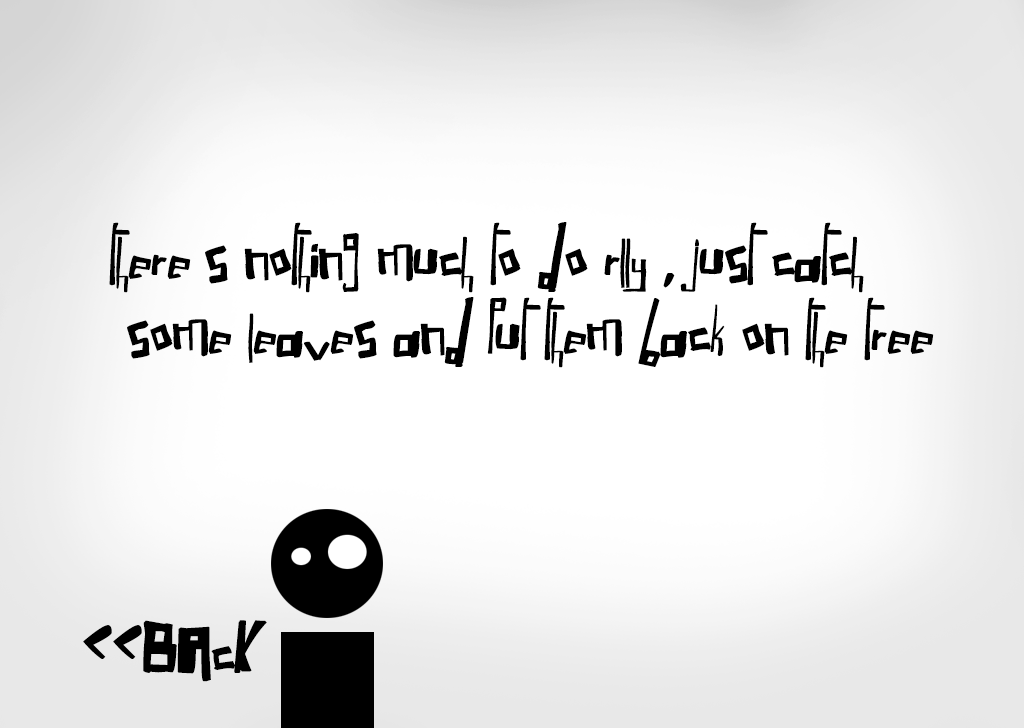 there s nothing much to do rlly , just catch
some leaves and Put them back on the tree
<<BAcK